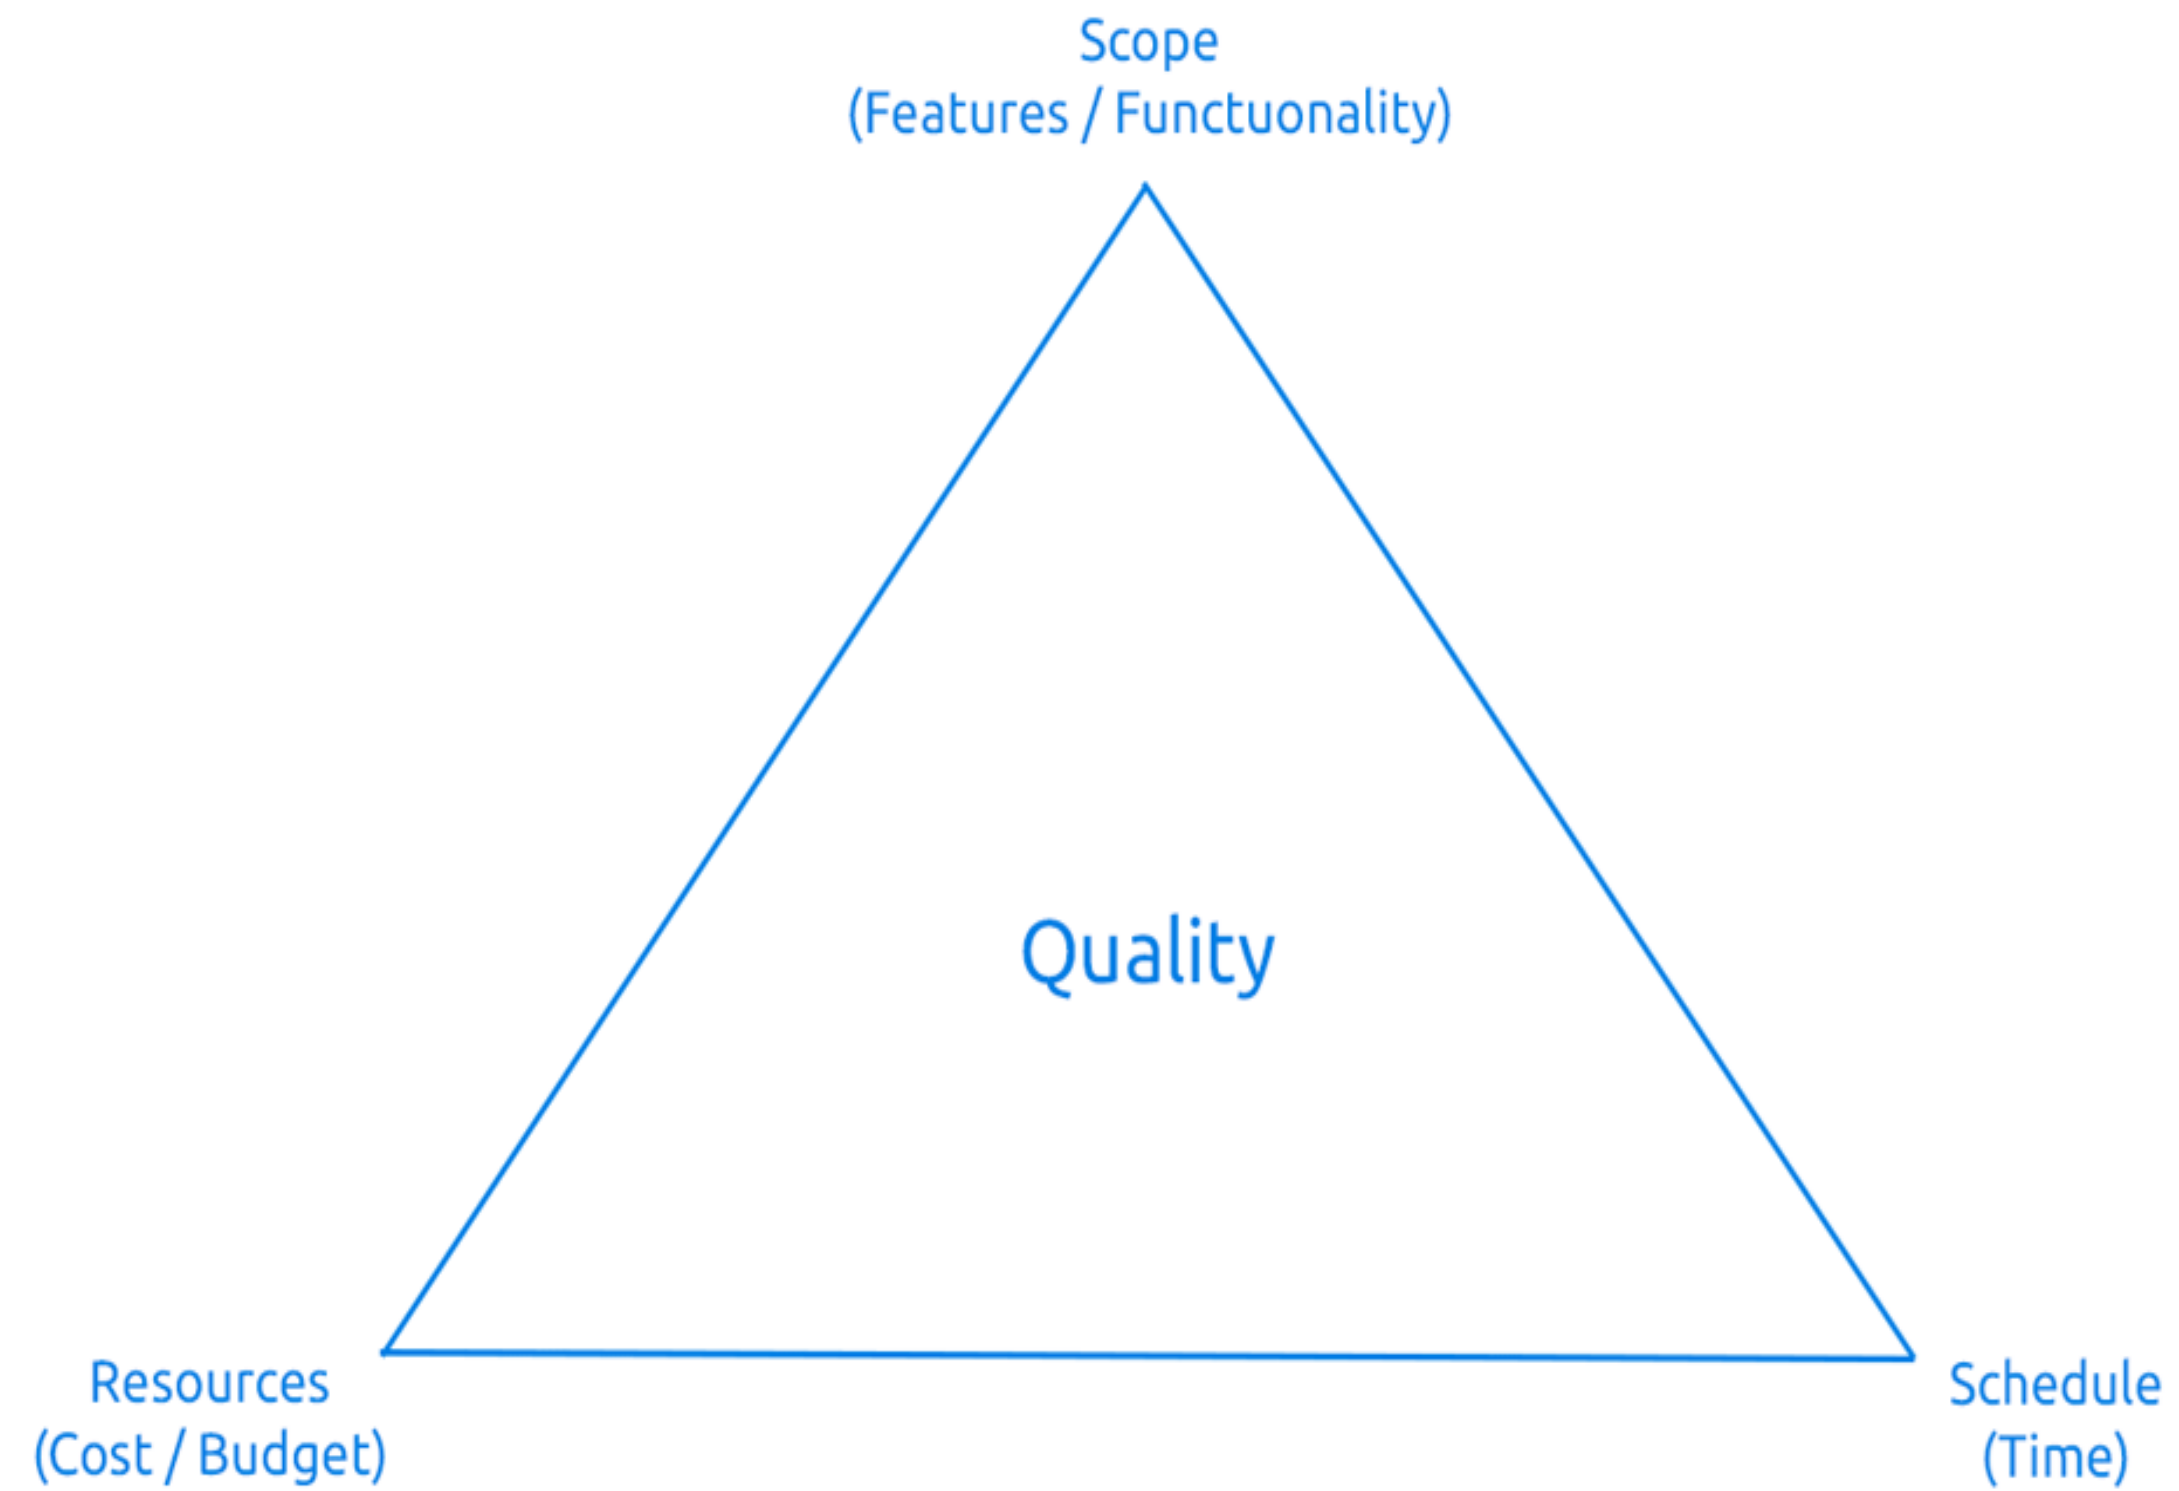 Scope
(Features / Functuonality)
Quality
Resources
(Cost / Budget)
Schedule
(Time)